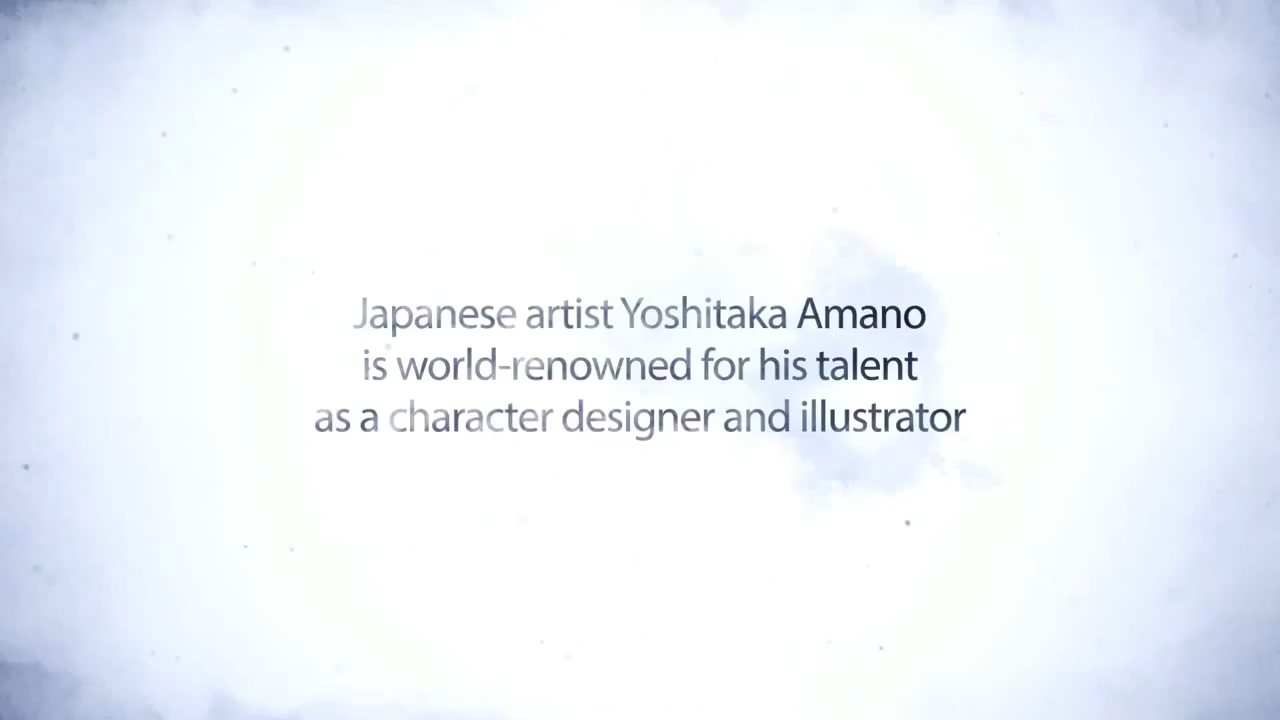 Japanese artist Yoshitaka Amano
is world-renowned for his talent
as a character designer and illustrator